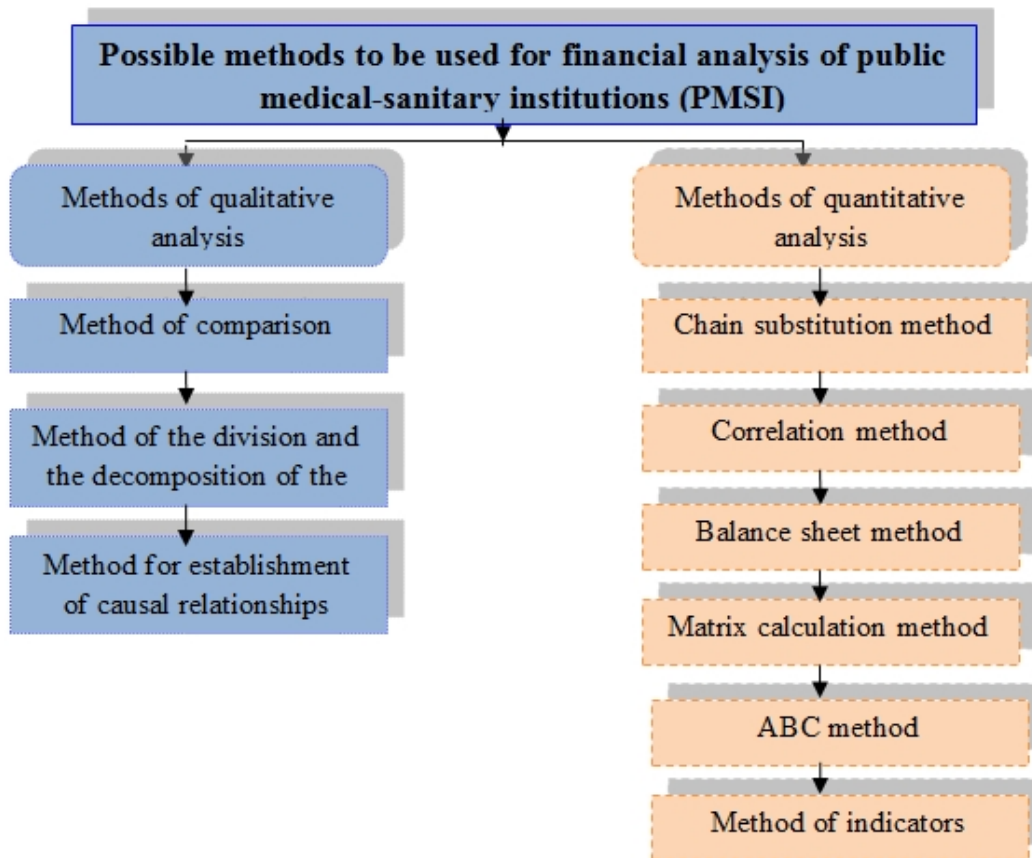 Possible methods to be used for financial analysis of public
medical-sanitary institutions (PMSI)
Methods of qualitative
analysis
Method of comparison
Method of the division and
the decomposition of the
Method for establishment
of causal relationships
Methods of quantitative
analysis
Chain substitution method
Correlation method
Balance sheet method
Matrix calculation method
ABC method
Method of indicators